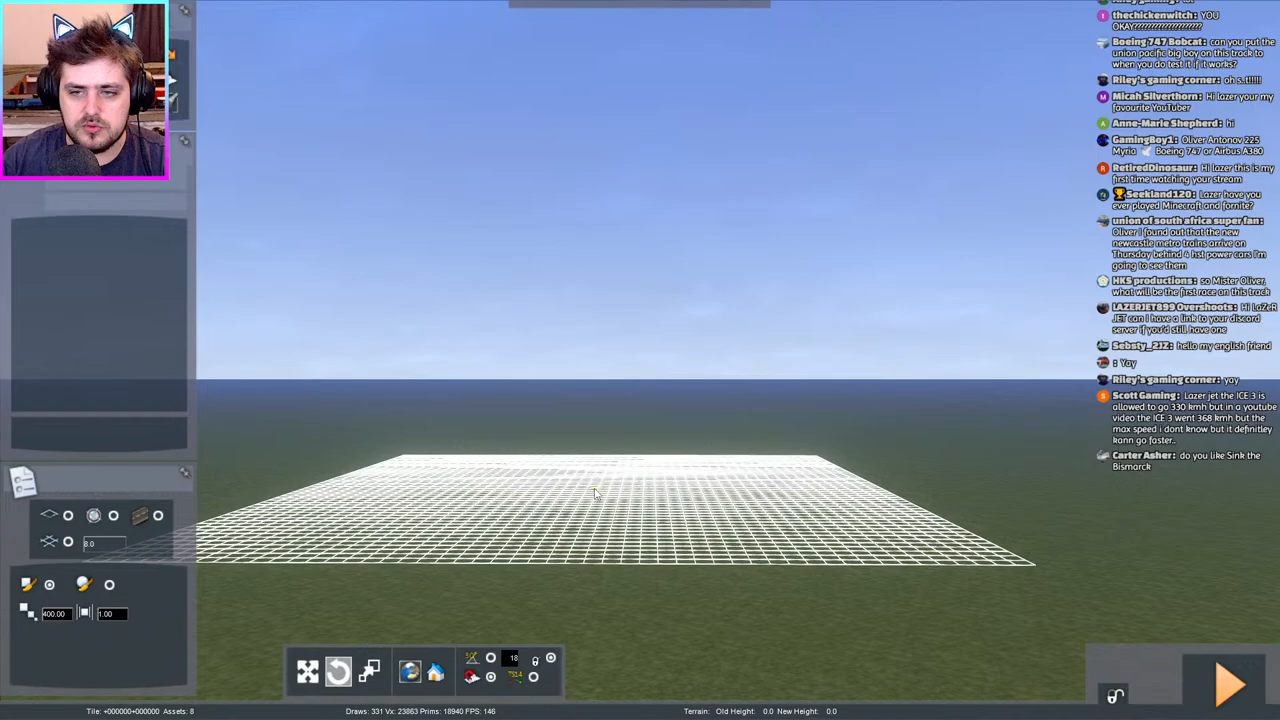 thechickenwitch: YOU
OKAY???????????????????
Boeing 747 Bobcat: can you put the
union pacific big boy on this track to
when you do test it if it works?
Riley's gaming corner: oh s..t!!!!!
Micah Silverthorn: Hi lazer your my
favourite YouTuber
Anne-Marie Shepherd: hi
GamingBoy1: Oliver Antonov 225
Myria 🕊 Boeing 747 or Airbus A380
RetiredDinosaur: Hi lazer this is my
first time watching your stream
🏆Seekland120: Lazer have you
ever played Minecraft and fornite?
union of south africa super fan:
Oliver I found out that the new
newcastle metro trains arrive on
Thursday behind 4 hst power cars I'm
going to see them
HKS productions: so Mister Oliver,
what will be the first race on this track
LAZERJET899 Overshoots: Hi LaZeR
JET can I have a link to your discord
server if you'd still have one
Sebsty_2JZ: hello my english friend
: Yay
Riley's gaming corner: yay
Scott Gaming: Lazer jet the ICE 3 is
allowed to go 330 kmh but in a youtube
video the ICE 3 went 368 kmh but the
max speed i dont know but it definitley
kann go faster..
Carter Asher: do you like Sink the
Bismarck
8.0
400.00
1.00
18
Tile: +000000+000000 Assets: 8
Draws: 331 Vx: 23863 Prims: 18940 FPS: 146
Terrain: Old Height: 0.0 New Height: 0.0